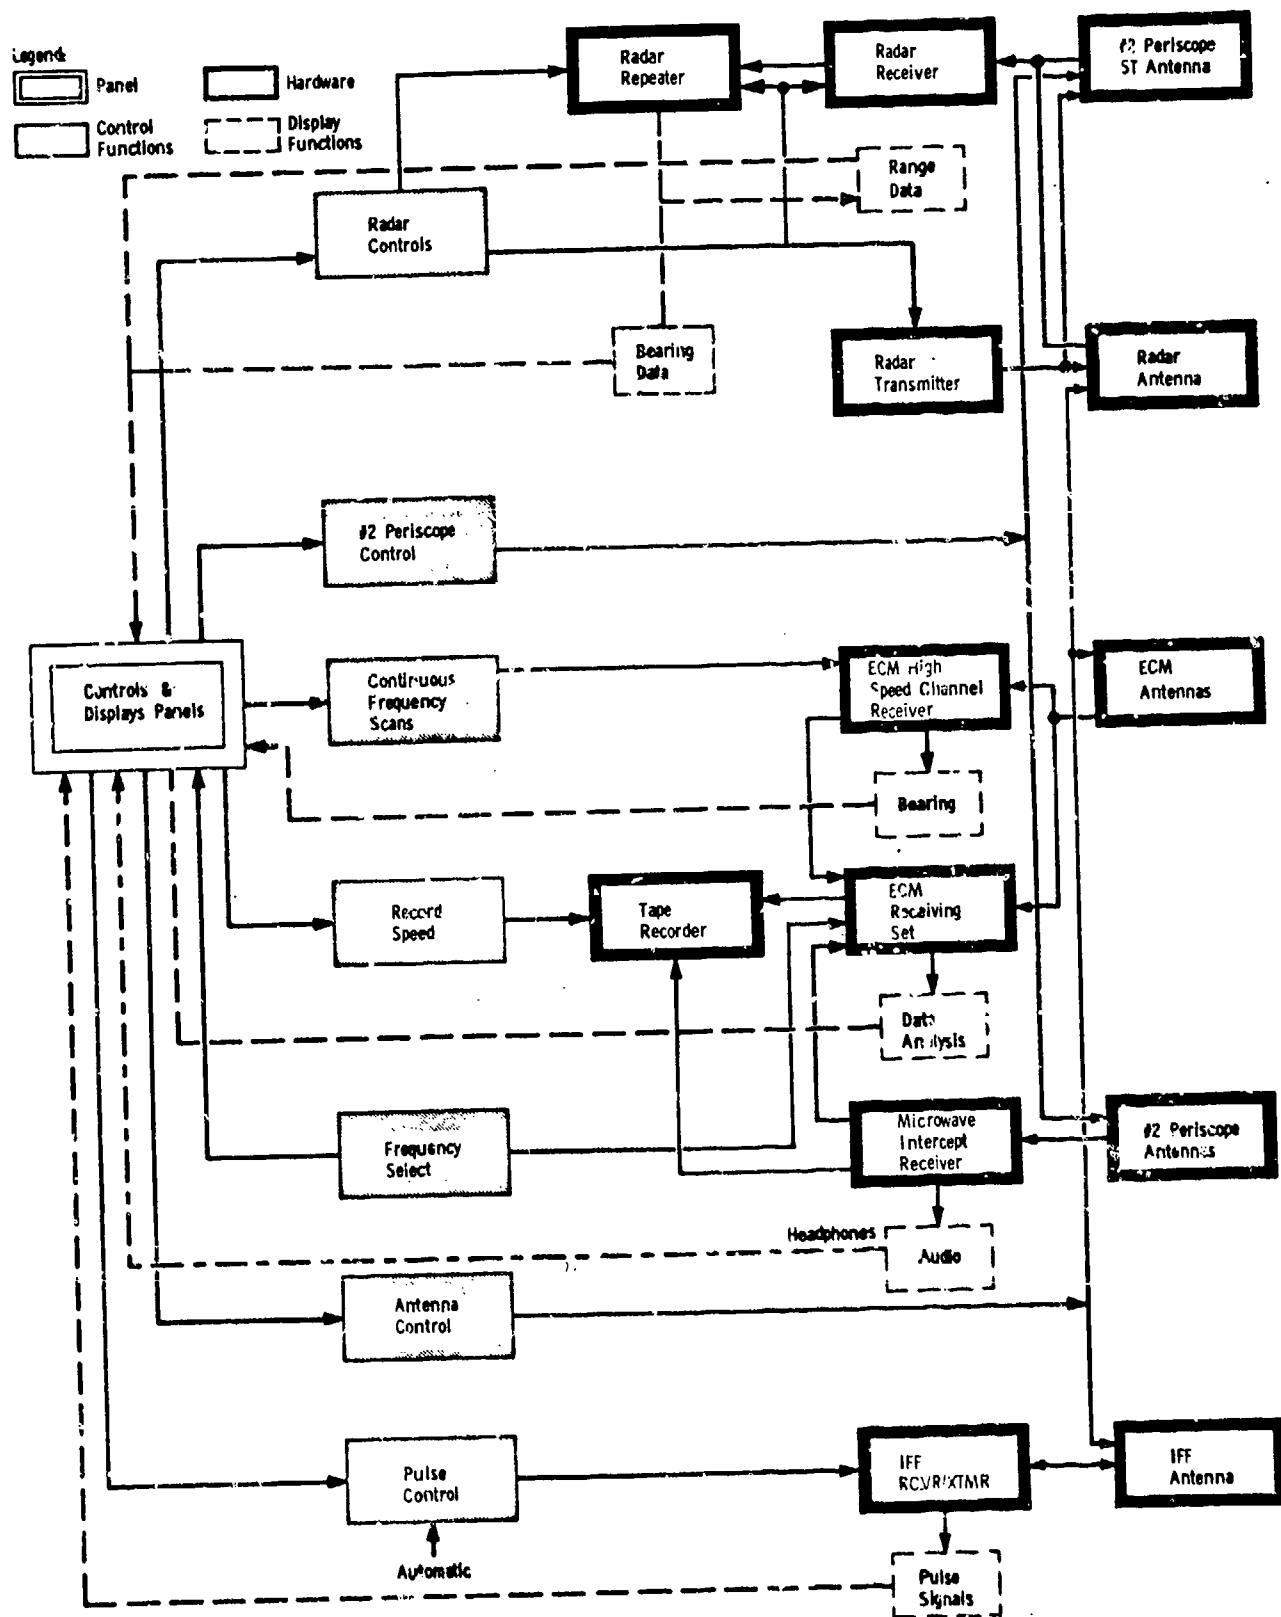 Legend:
Panel
Hardware
Control
Functions
Display
Functions
Radar
Repeater
Radar
Receiver
#2 Periscope
ST Antenna
Range
Data
Radar
Controls
Bearing
Data
Radar
Transmitter
Radar
Antenna
#2 Periscope
Control
Controls &
Displays Panels
Continuous
Frequency
Scans
ECM High
Speed Channel
Receiver
ECM
Antennas
Bearing
Record
Speed
Tape
Recorder
ECM
Receiving
Set
Data
Analysis
Frequency
Select
Microwave
Intercept
Receiver
#2 Periscope
Antennas
Headphones
Audio
Antenna
Control
Pulse
Control
IFF
RCVR/XTMR
IFF
Antenna
Automatic
Pulse
Signals